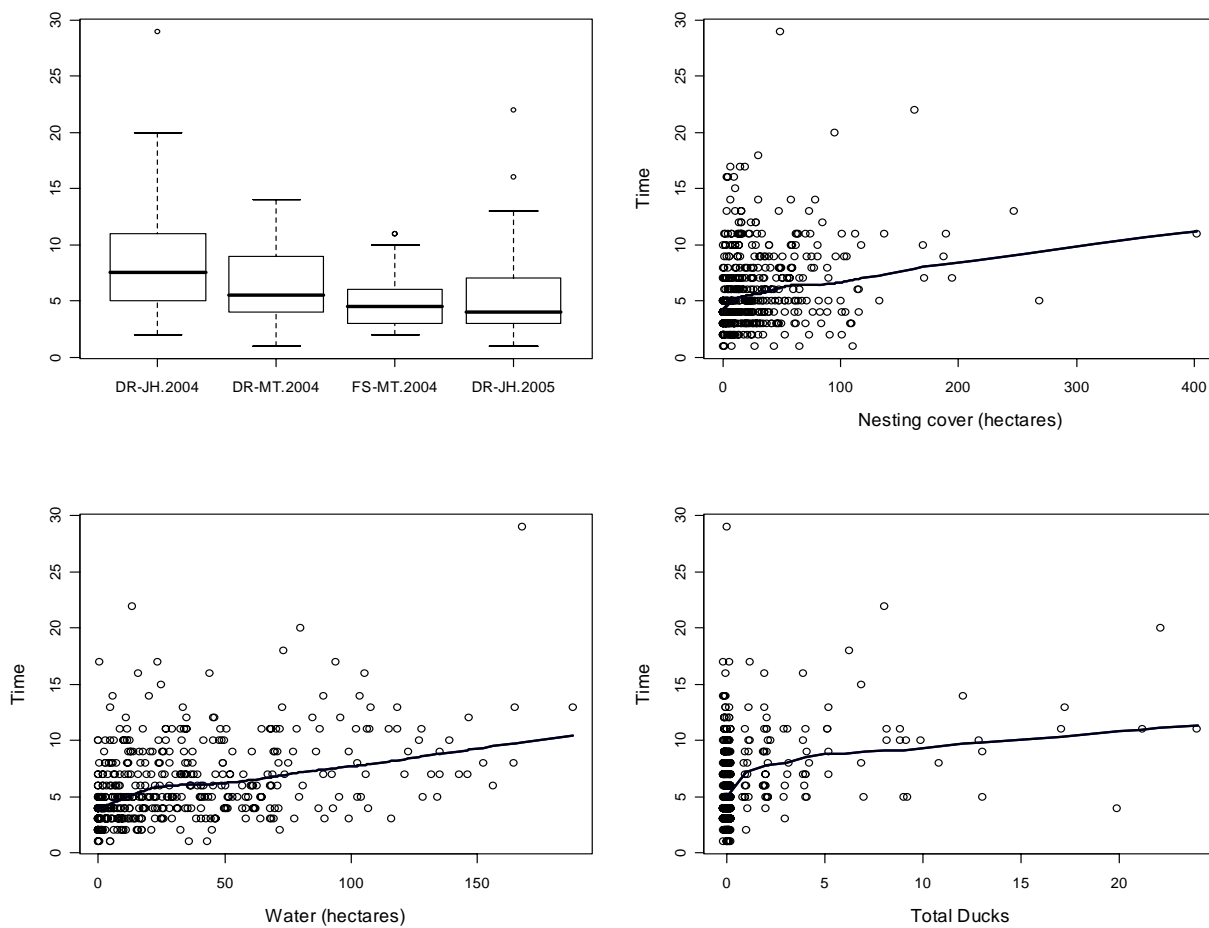 30
25
20
15
10
5
0
DR-JH.2004 DR-MT.2004 FS-MT.2004 DR-JH.2005
Time
30
25
20
15
10
5
0
0 100 200 300 400
Nesting cover (hectares)
Time
30
25
20
15
10
5
0
0 50 100 150
Water (hectares)
Time
30
25
20
15
10
5
0
0 5 10 15 20
Total Ducks